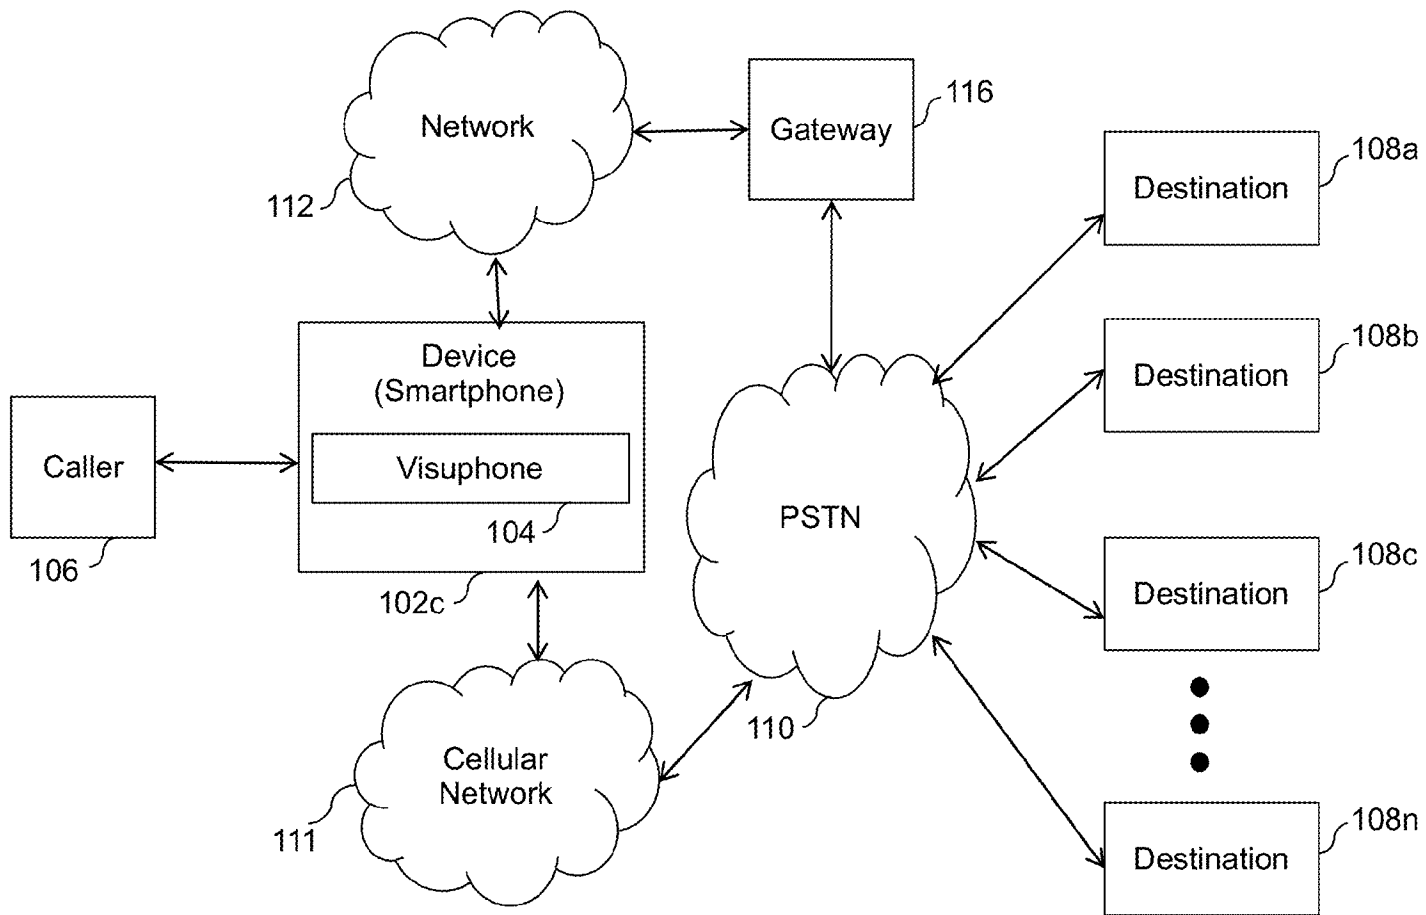 Network
112
Gateway
116
Destination
108a
Destination
108b
Device
(Smartphone)
Visuphone
104
102c
Caller
106
PSTN
110
Destination
108c
Cellular
Network
111
Destination
108n